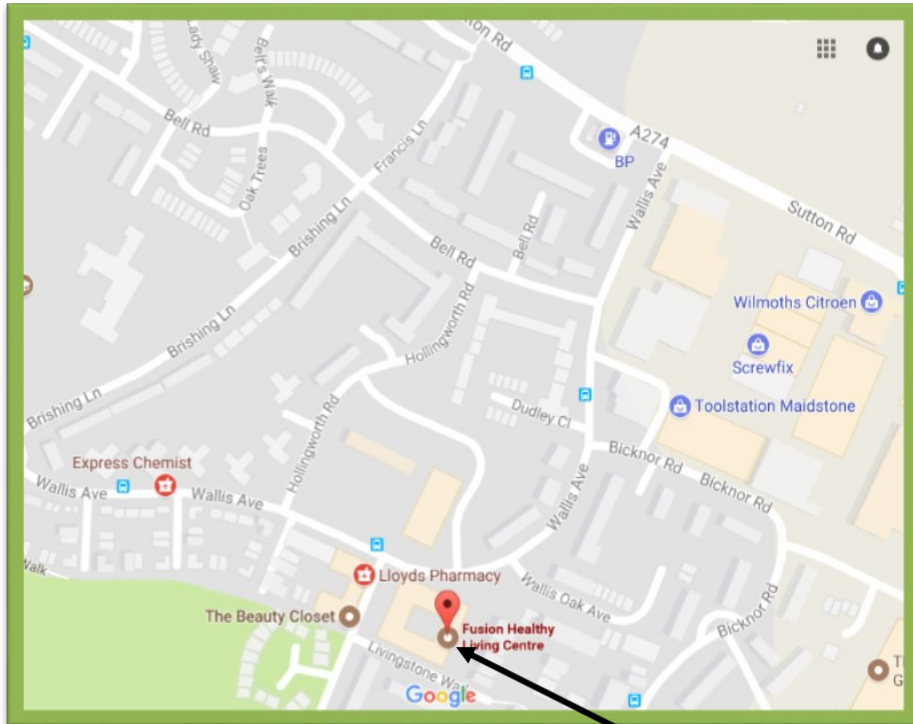 Lady Shaw
Belt's Walk
tton Rd
Bell Rd
Oak Trees
Francis Ln
A274
BP
Wallis Ave
Sutton Rd
Brishing Ln
Bell Rd
Bell Rd
Wilmoths Citroen
Hollingworth Rd
Screwfix
Brishing Ln
Toolstation Maidstone
Dudley Cl
Brishing Ln
Hollingworth Rd
Bicknor Rd
Express Chemist
Bicknor Rd
Wallis Ave
Wallis Ave
Wallis Ave
Walk
Lloyds Pharmacy
Wallis Oak Ave
Bicknor Rd
The Beauty Closet
Fusion Healthy
Living Centre
Livingstone Wa
Google
T
G